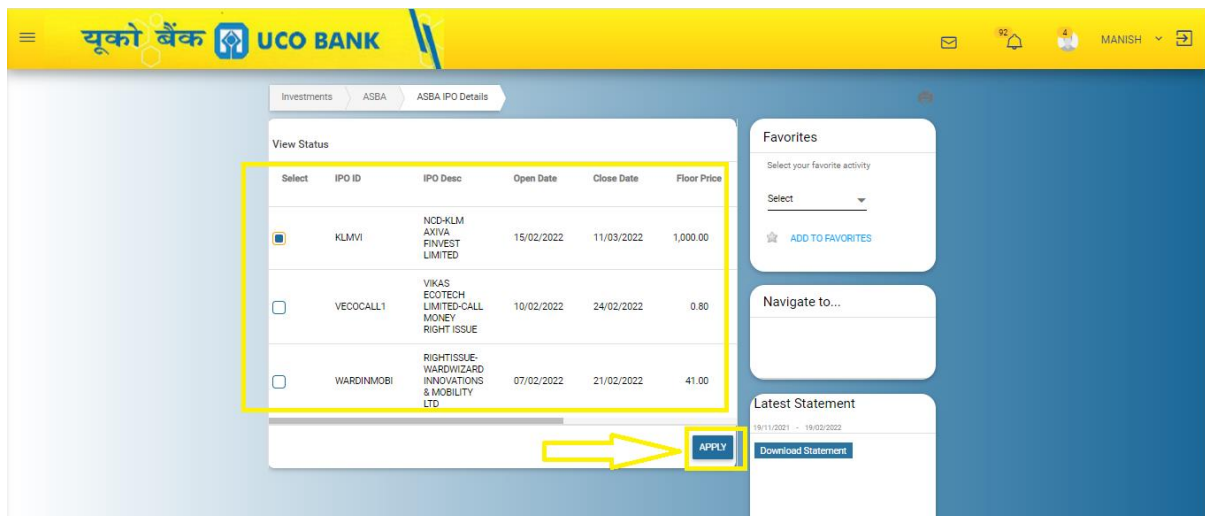 यूको बैंक UCO BANK
92
4
MANISH
Investments ASBA ASBA IPO Details
View Status
Select IPO ID IPO Desc Open Date Close Date Floor Price
KLMVI NCD-KLM AXIVA FINVEST LIMITED 15/02/2022 11/03/2022 1,000.00
VECOCALL1 VIKAS ECOTECH LIMITED-CALL MONEY RIGHT ISSUE 10/02/2022 24/02/2022 0.80
WARDINMOBI RIGHTISSUE-WARDWIZARD INNOVATIONS & MOBILITY LTD 07/02/2022 21/02/2022 41.00
APPLY
Favorites
Select your favorite activity
Select
ADD TO FAVORITES
Navigate to...
Latest Statement
19/11/2021 - 19/02/2022
Download Statement